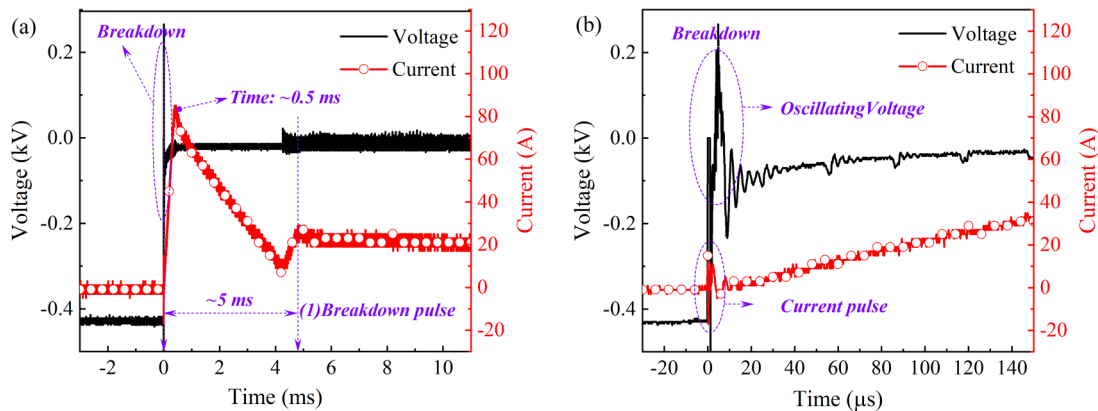 (a)
Breakdown
Voltage
Current
Time: ~0.5 ms
~5 ms
(1)Breakdown pulse
0.2
0.0
-0.2
-0.4
Voltage (kV)
120
100
80
60
40
20
0
-20
Current (A)
-2 0 2 4 6 8 10
Time (ms)
(b)
Breakdown
Voltage
Current
OscillatingVoltage
Current pulse
0.2
0.0
-0.2
-0.4
Voltage (kV)
120
100
80
60
40
20
0
-20
Current (A)
-20 0 20 40 60 80 100 120 140
Time (μs)